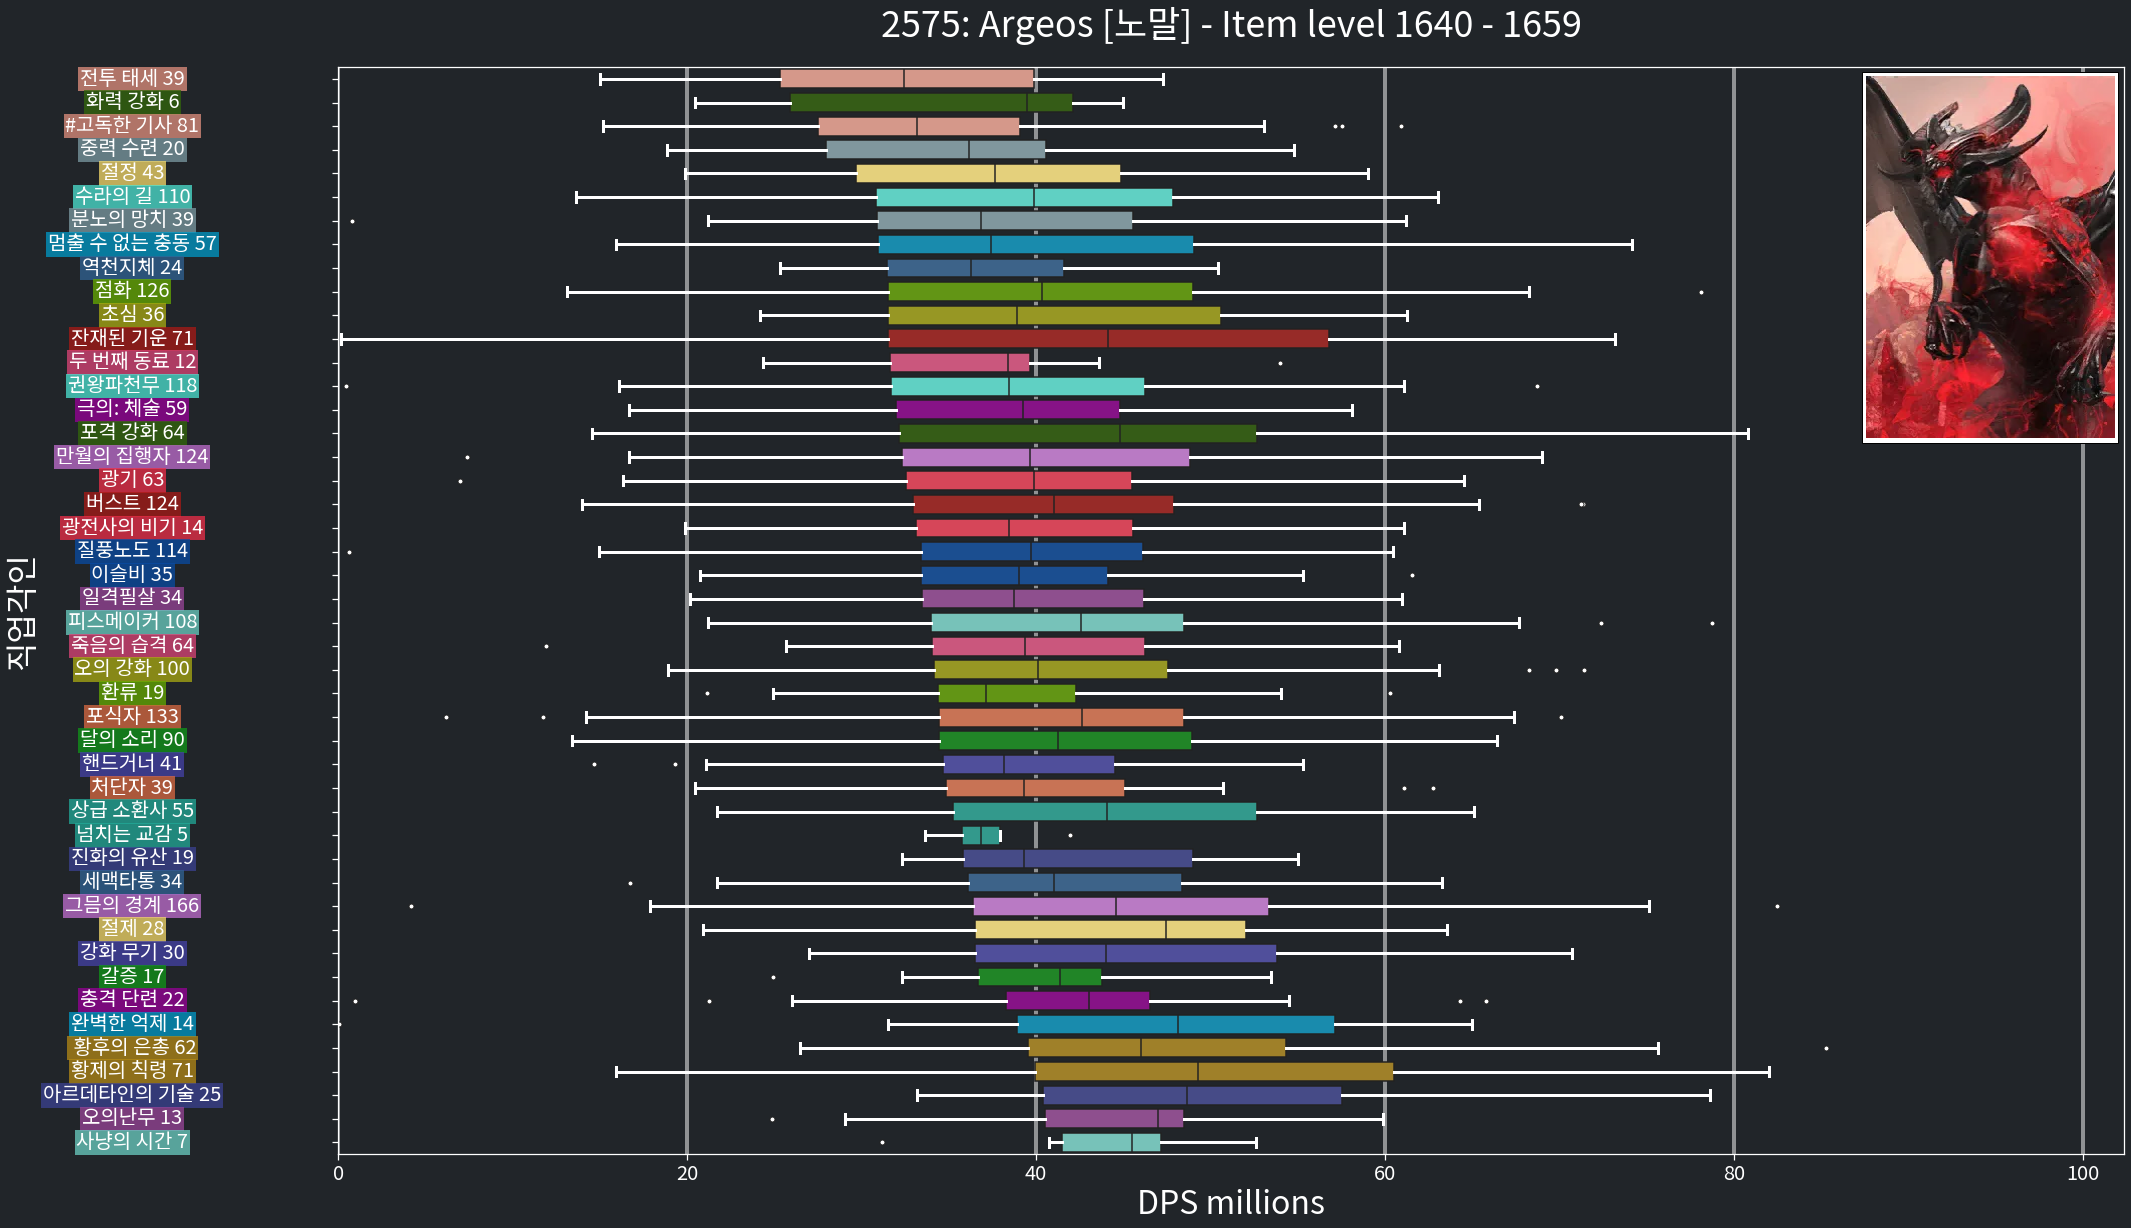 2575: Argeos [노말] - Item level 1640 - 1659
직업각인
전투 태세 39
화력 강화 6
#고독한 기사 81
중력 수련 20
절정 43
수라의 길 110
분노의 망치 39
멈출 수 없는 충동 57
역천지체 24
점화 126
초심 36
잔재된 기운 71
두 번째 동료 12
권왕파천무 118
극의: 체술 59
포격 강화 64
만월의 집행자 124
광기 63
버스트 124
광전사의 비기 14
질풍노도 114
이슬비 35
일격필살 34
피스메이커 108
죽음의 습격 64
오의 강화 100
환류 19
포식자 133
달의 소리 90
핸드거너 41
처단자 39
상급 소환사 55
넘치는 교감 5
진화의 유산 19
세맥타통 34
그믐의 경계 166
절제 28
강화 무기 30
갈증 17
충격 단련 22
완벽한 억제 14
황후의 은총 62
황제의 칙령 71
아르데타인의 기술 25
오의난무 13
사냥의 시간 7
0 20 40 60 80 100
DPS millions